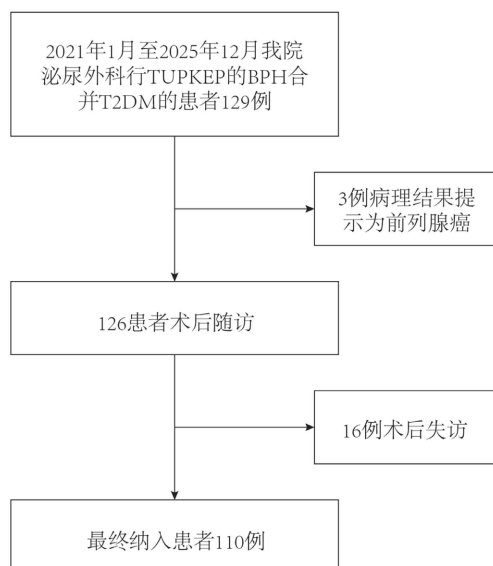 2021年1月至2025年12月我院
泌尿外科行TUPKEP的BPH合
并T2DM的患者129例
3例病理结果提
示为前列腺癌
126患者术后随访
16例术后失访
最终纳入患者110例